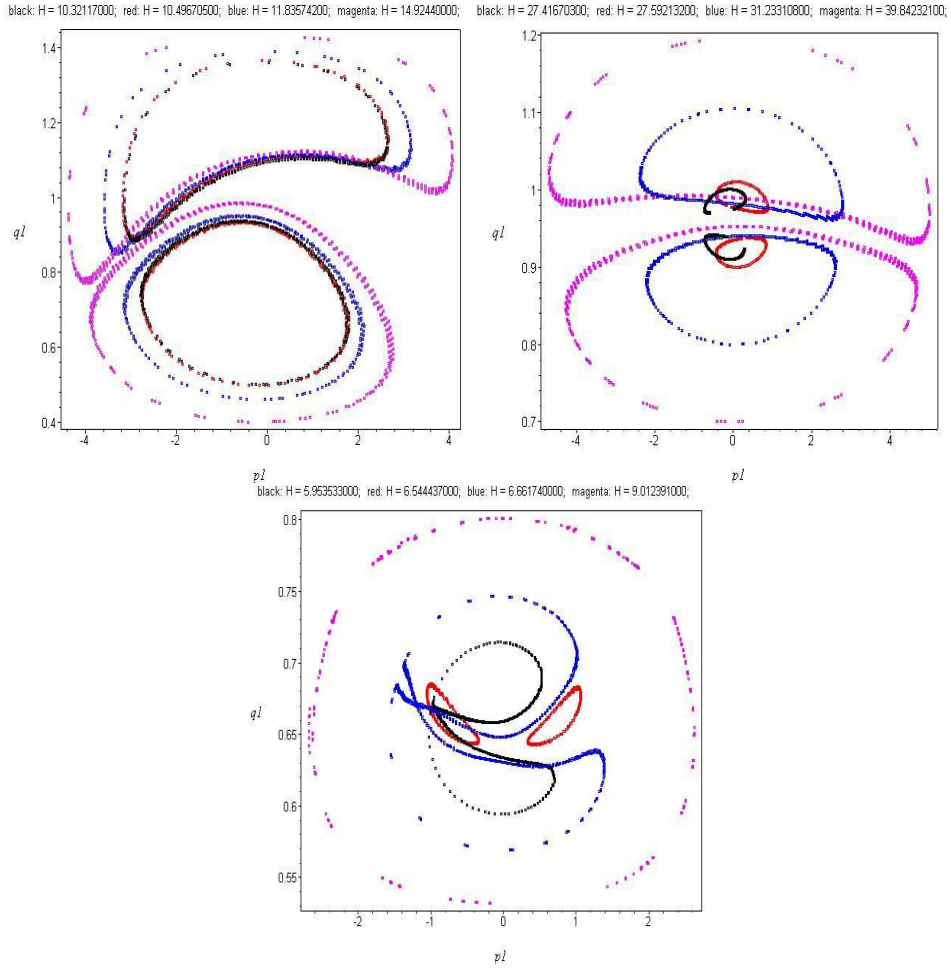 black: H = 10.32117000; red: H = 10.49670500; blue: H = 11.83574200; magenta: H = 14.92440000;
1.4
1.2
q1
1
0.8
0.6
0.4
-4 -2 0 2 4
p1
black: H = 27.41670300; red: H = 27.59213200; blue: H = 31.23310800; magenta: H = 39.84232100;
1.2
1.1
1
q1
0.9
0.8
0.7
-4 -2 0 2 4
p1
black: H = 5.953533000; red: H = 6.544437000; blue: H = 6.661740000; magenta: H = 9.012391000;
0.8
0.75
0.7
q1
0.65
0.6
0.55
-2 -1 0 1 2
p1